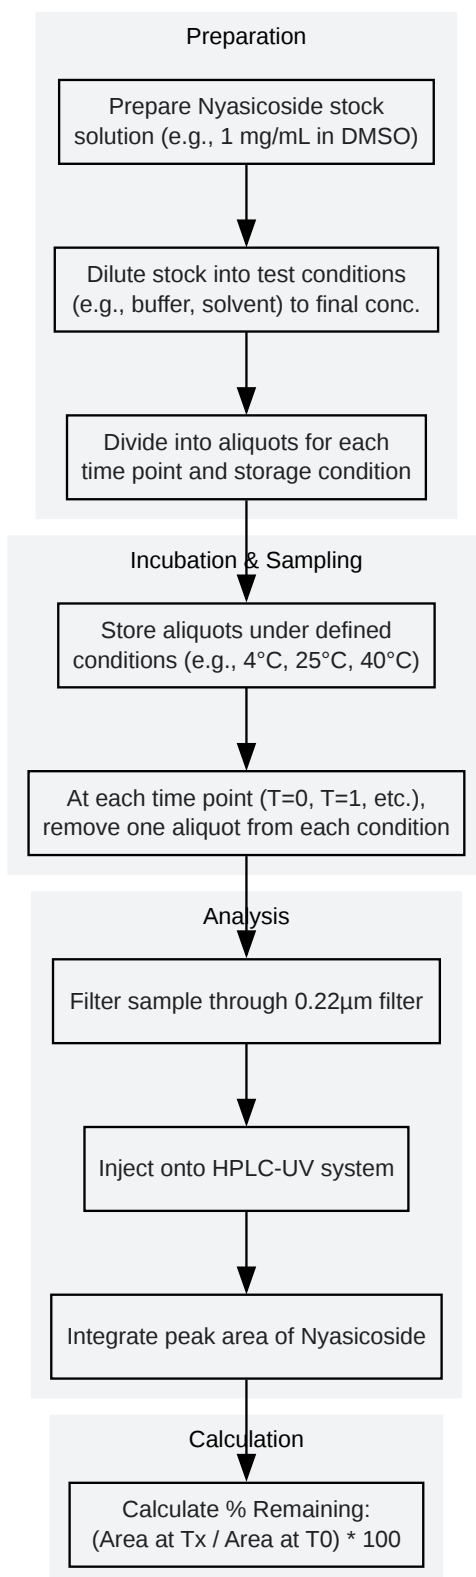 Preparation
Prepare Nyasicoside stock
solution (e.g., 1 mg/mL in DMSO)
Dilute stock into test conditions
(e.g., buffer, solvent) to final conc.
Divide into aliquots for each
time point and storage condition
Incubation & Sampling
Store aliquots under defined
conditions (e.g., 4°C, 25°C, 40°C)
At each time point (T=0, T=1, etc.),
remove one aliquot from each condition
Analysis
Filter sample through 0.22µm filter
Inject onto HPLC-UV system
Integrate peak area of Nyasicoside
Calculation
Calculate % Remaining:
(Area at Tx / Area at T0) * 100